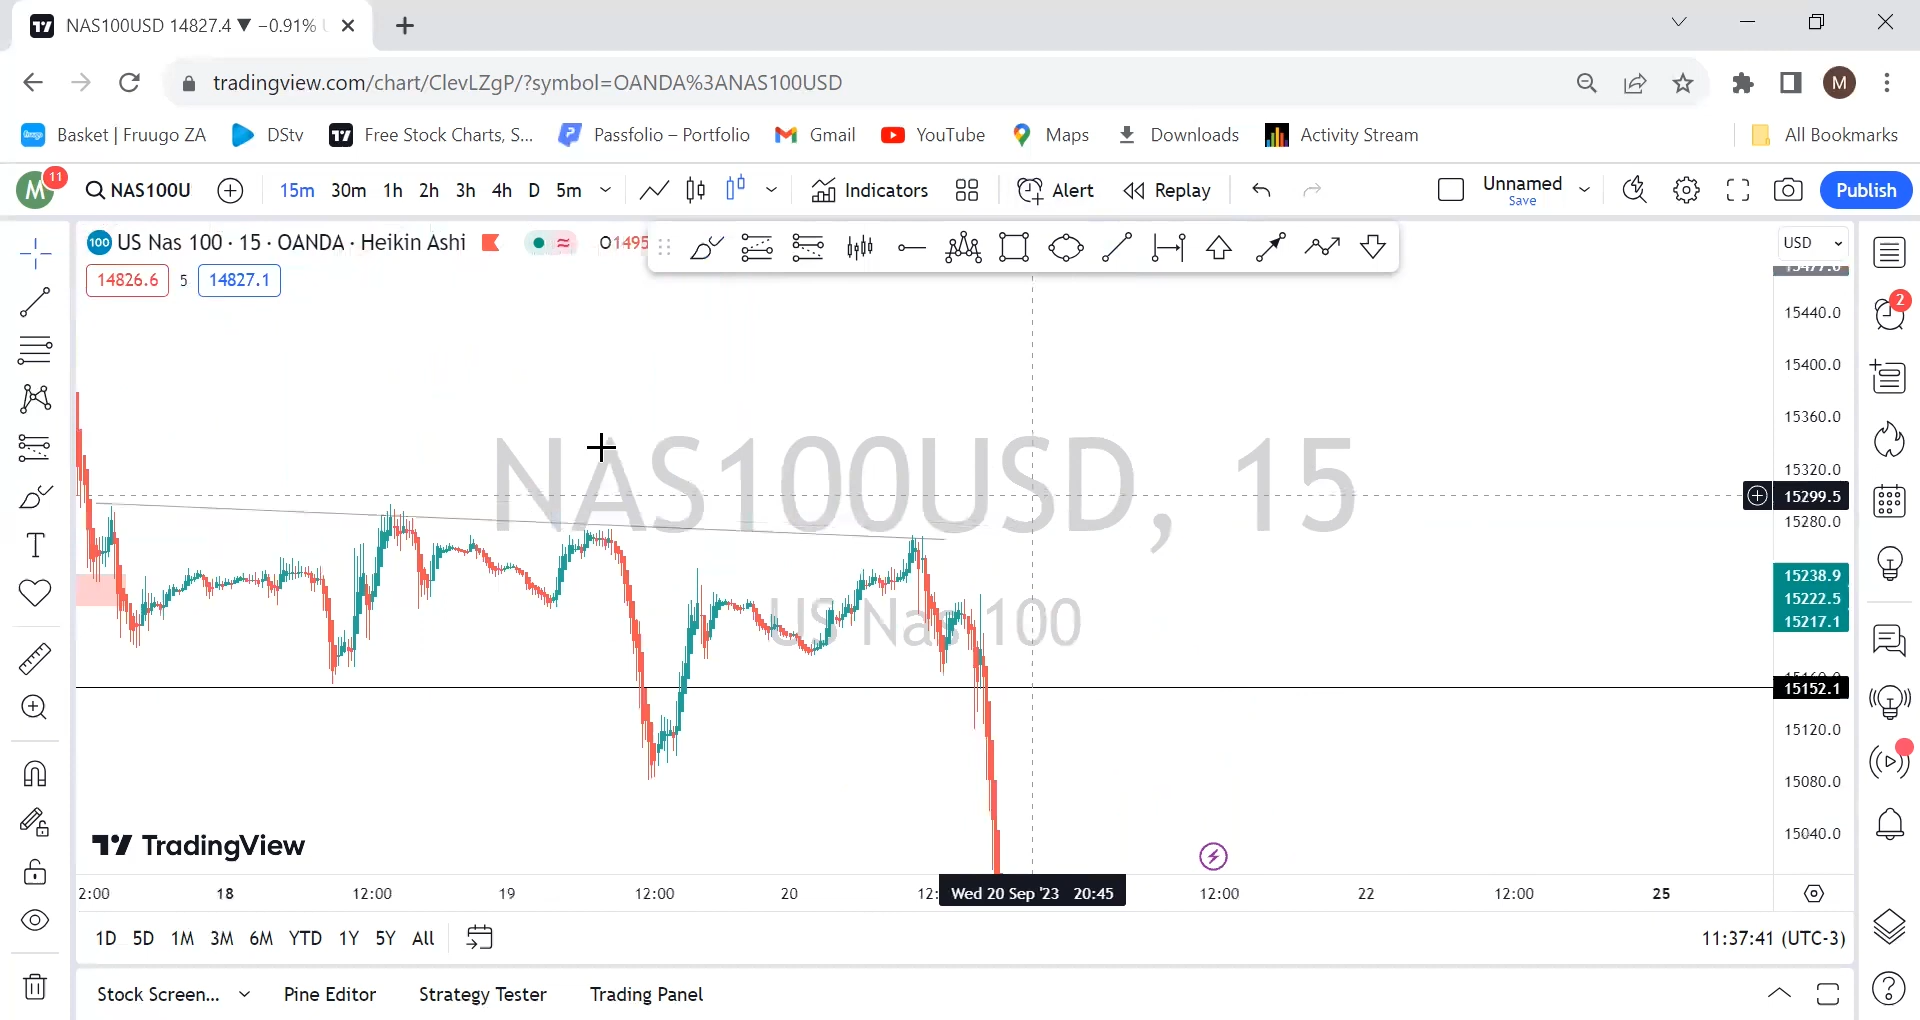 NAS100USD 14827.4 ▼ −0.91%
tradingview.com/chart/ClevLZgP/?symbol=OANDA%3ANAS100USD
M
Basket | Fruugo ZA
DStv
Free Stock Charts, S...
Passfolio – Portfolio
Gmail
YouTube
Maps
Downloads
Activity Stream
All Bookmarks
M
11
NAS100U
15m 30m 1h 2h 3h 4h D 5m
Indicators
Alert
Replay
Unnamed
Save
Publish
100 US Nas 100 · 15 · OANDA · Heikin Ashi
O1495
USD
14826.6 5 14827.1
15477.0
15440.0
15400.0
15360.0
15320.0
15299.5
15280.0
15238.9
15222.5
15217.1
15152.1
15120.0
15080.0
15040.0
2
NAS100USD, 15
US Nas 100
TradingView
2:00 18 12:00 19 12:00 20 12: Wed 20 Sep '23 20:45 12:00 22 12:00 25
1D 5D 1M 3M 6M YTD 1Y 5Y All
11:37:41 (UTC-3)
Stock Screen... Pine Editor Strategy Tester Trading Panel